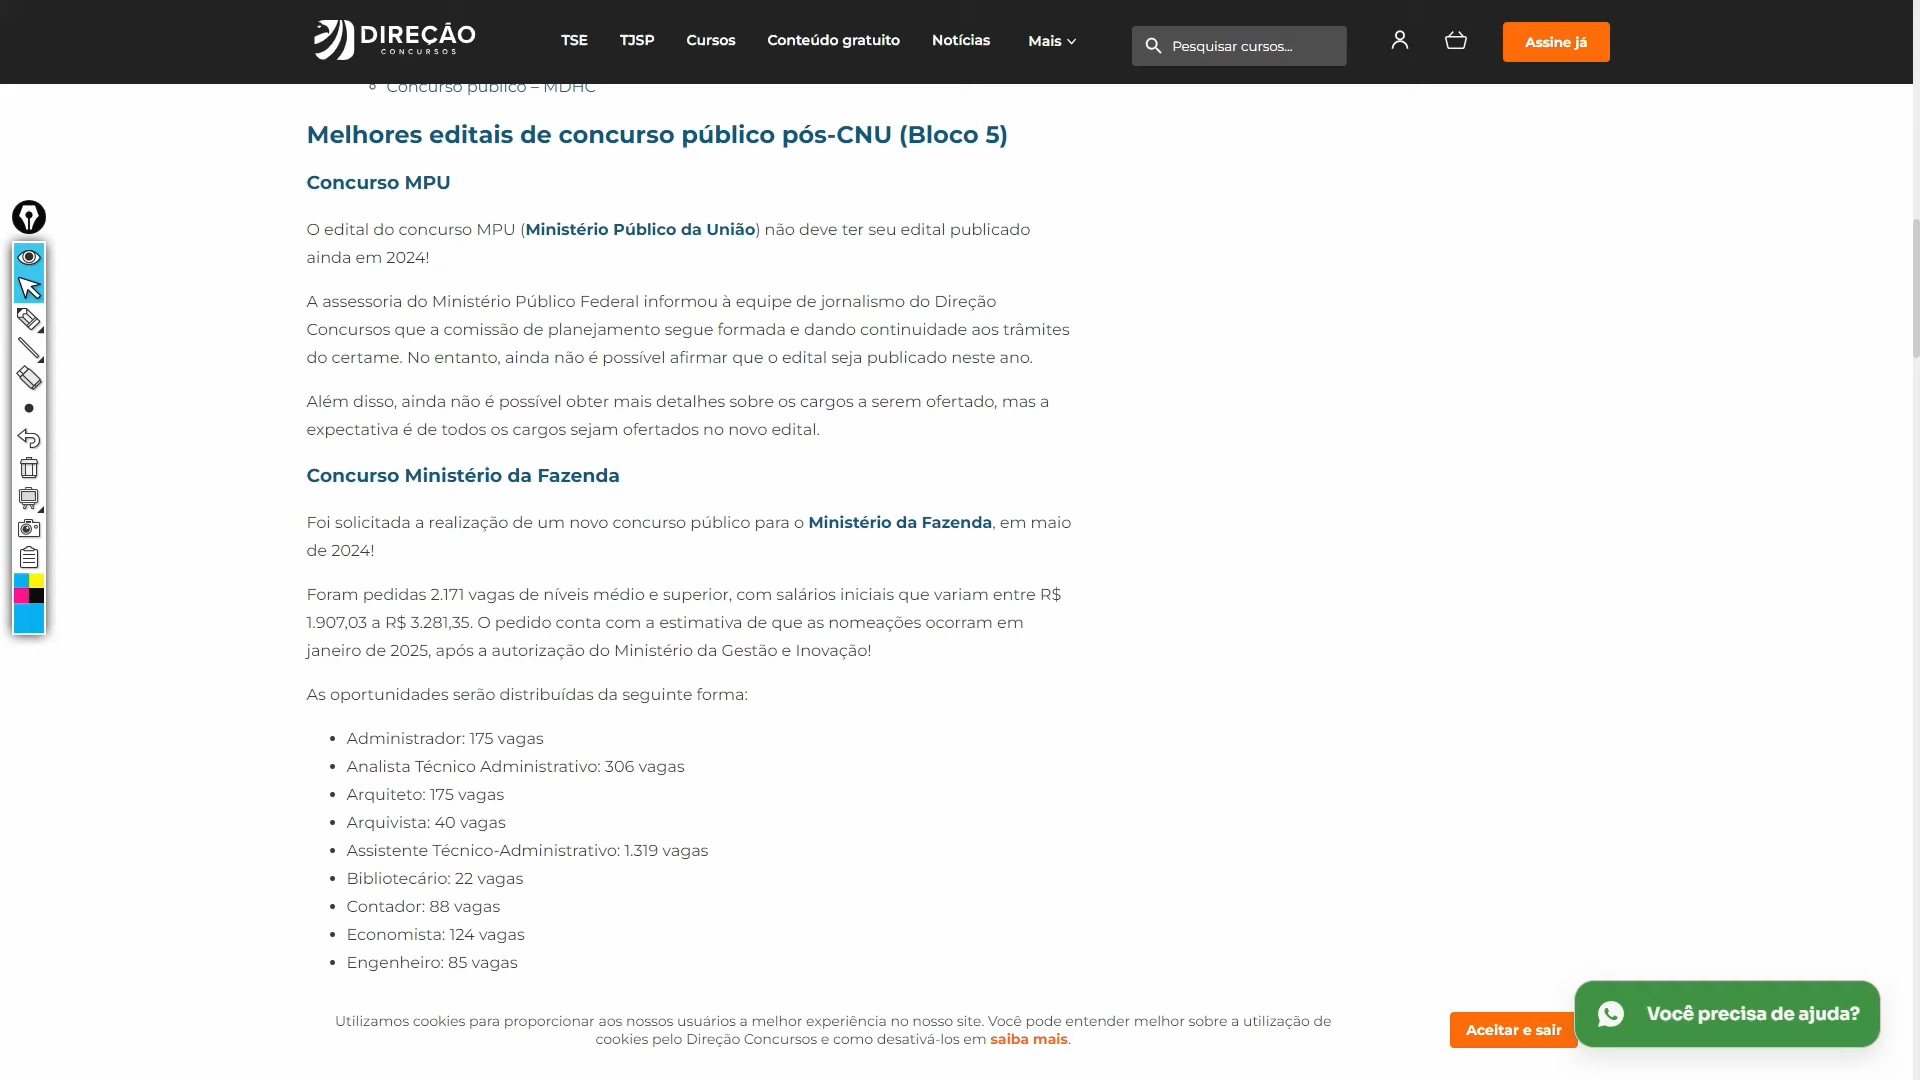 DIREÇÃO
CONCURSOS
TSE
TJSP
Cursos
Conteúdo gratuito
Notícias
Mais
Pesquisar cursos...
Assine já
Concurso público – MDHC
Melhores editais de concurso público pós-CNU (Bloco 5)
Concurso MPU
O edital do concurso MPU (Ministério Público da União) não deve ter seu edital publicado
ainda em 2024!
A assessoria do Ministério Público Federal informou à equipe de jornalismo do Direção
Concursos que a comissão de planejamento segue formada e dando continuidade aos trâmites
do certame. No entanto, ainda não é possível afirmar que o edital seja publicado neste ano.
Além disso, ainda não é possível obter mais detalhes sobre os cargos a serem ofertado, mas a
expectativa é de todos os cargos sejam ofertados no novo edital.
Concurso Ministério da Fazenda
Foi solicitada a realização de um novo concurso público para o Ministério da Fazenda, em maio
de 2024!
Foram pedidas 2.171 vagas de níveis médio e superior, com salários iniciais que variam entre R$
1.907,03 a R$ 3.281,35. O pedido conta com a estimativa de que as nomeações ocorram em
janeiro de 2025, após a autorização do Ministério da Gestão e Inovação!
As oportunidades serão distribuídas da seguinte forma:
Administrador: 175 vagas
Analista Técnico Administrativo: 306 vagas
Arquiteto: 175 vagas
Arquivista: 40 vagas
Assistente Técnico-Administrativo: 1.319 vagas
Bibliotecário: 22 vagas
Contador: 88 vagas
Economista: 124 vagas
Engenheiro: 85 vagas
Utilizamos cookies para proporcionar aos nossos usuários a melhor experiência no nosso site. Você pode entender melhor sobre a utilização de
cookies pelo Direção Concursos e como desativá-los em saiba mais.
Aceitar e sair
Você precisa de ajuda?